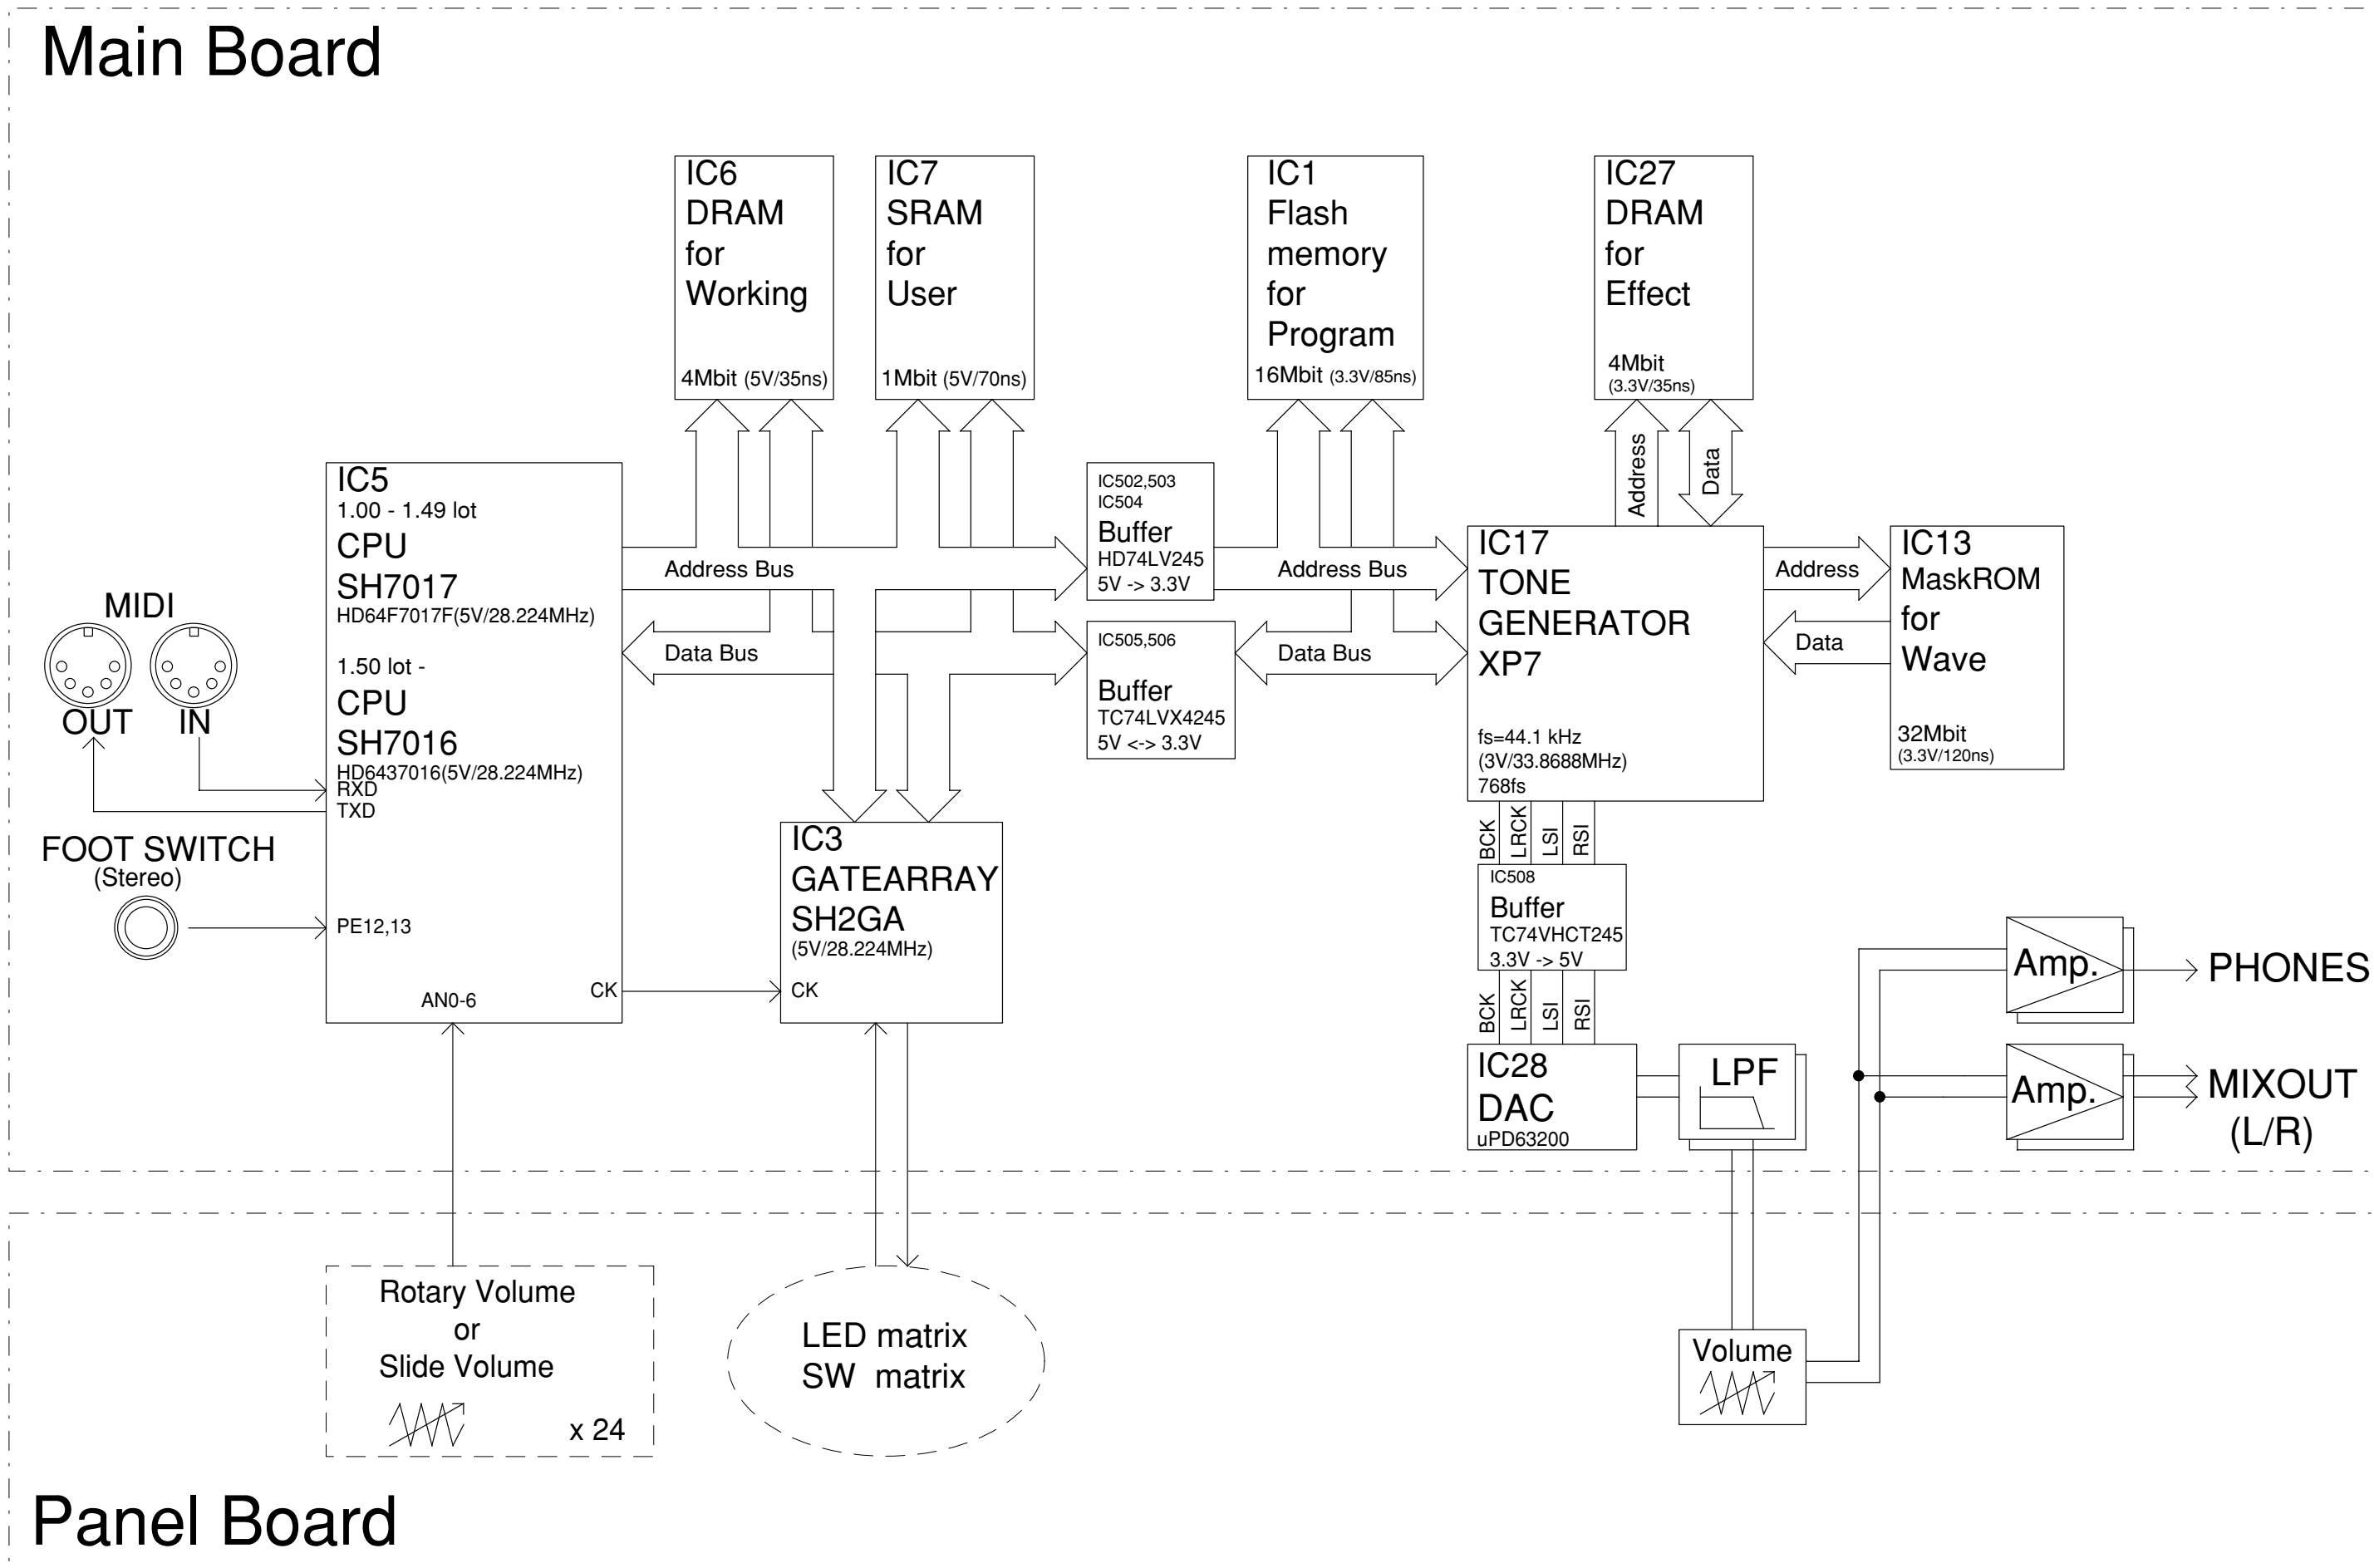 Main Board
IC6
DRAM
for
Working
4Mbit (5V/35ns)
IC7
SRAM
for
User
1Mbit (5V/70ns)
IC1
Flash
memory
for
Program
16Mbit (3.3V/85ns)
IC27
DRAM
for
Effect
4Mbit
(3.3V/35ns)
Address
Data
IC5
1.00 - 1.49 lot
CPU
SH7017
HD64F7017F(5V/28.224MHz)
1.50 lot -
CPU
SH7016
HD6437016(5V/28.224MHz)
RXD
TXD
PE12,13
AN0-6
CK
MIDI
OUT
IN
FOOT SWITCH
(Stereo)
Address Bus
Data Bus
IC502,503
IC504
Buffer
HD74LV245
5V -> 3.3V
IC505,506
Buffer
TC74LVX4245
5V <-> 3.3V
Address Bus
Data Bus
IC17
TONE
GENERATOR
XP7
fs=44.1 kHz
(3V/33.8688MHz)
768fs
Address
Data
IC13
MaskROM
for
Wave
32Mbit
(3.3V/120ns)
IC3
GATEARRAY
SH2GA
(5V/28.224MHz)
CK
BCK
LRCK
LSI
RSI
IC508
Buffer
TC74VHCT245
3.3V -> 5V
BCK
LRCK
LSI
RSI
IC28
DAC
uPD63200
LPF
Amp.
PHONES
Amp.
MIXOUT
(L/R)
Rotary Volume
or
Slide Volume
x 24
LED matrix
SW matrix
Volume
Panel Board